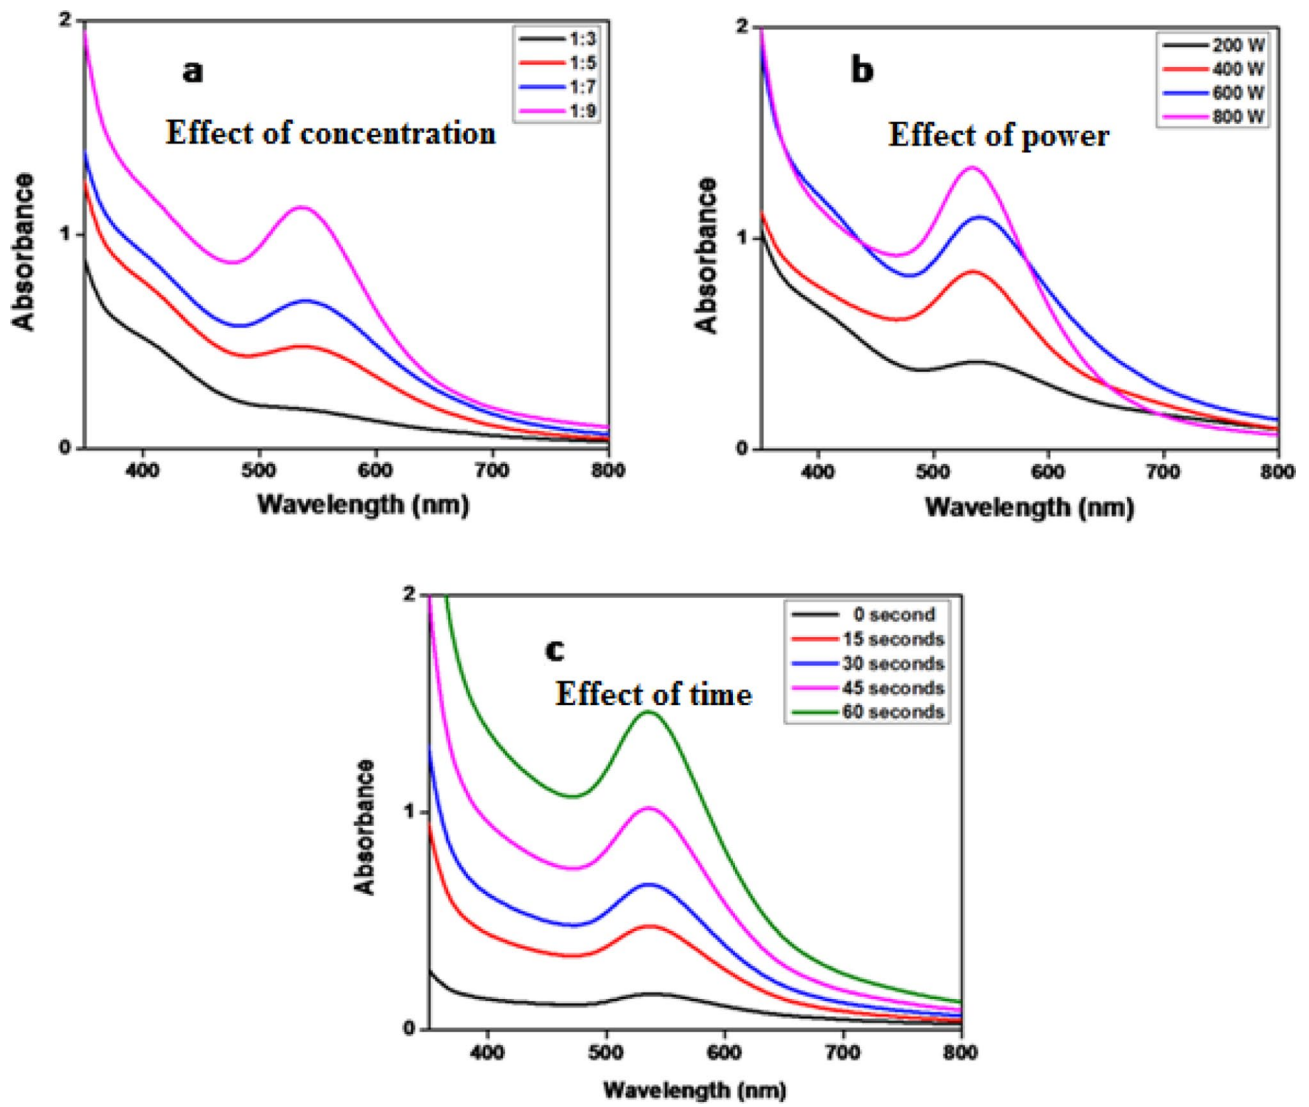 a
Effect of concentration
1:3
1:5
1:7
1:9
2
1
0
Absorbance
400 500 600 700 800
Wavelength (nm)
b
Effect of power
200 W
400 W
600 W
800 W
2
1
0
Absorbance
400 500 600 700 800
Wavelength (nm)
c
Effect of time
0 second
15 seconds
30 seconds
45 seconds
60 seconds
2
1
0
Absorbance
400 500 600 700 800
Wavelength (nm)